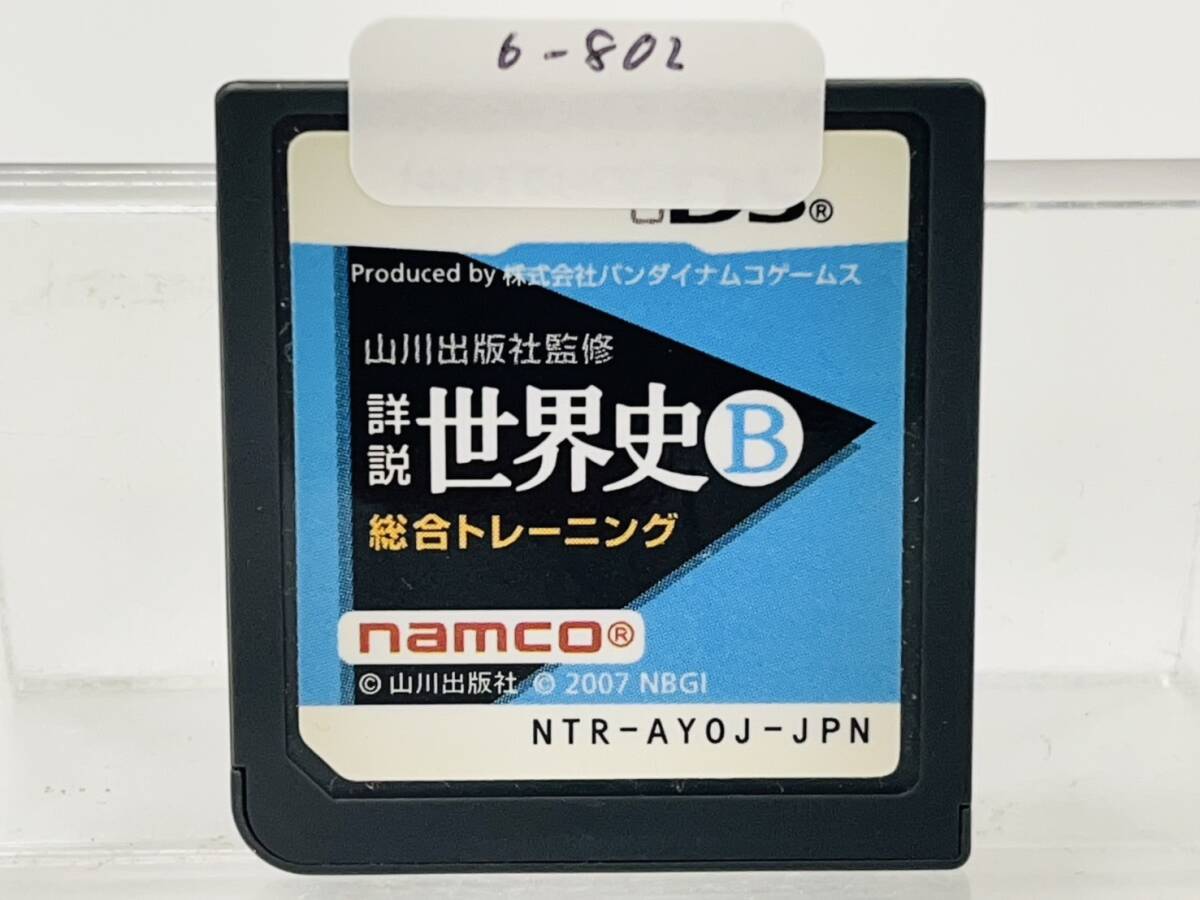 6-802
DS®
Produced by 株式会社バンダイナムコゲームス
山川出版社監修
詳説 世界史B
総合トレーニング
namco®
© 山川出版社 © 2007 NBGI
NTR-AYOJ-JPN